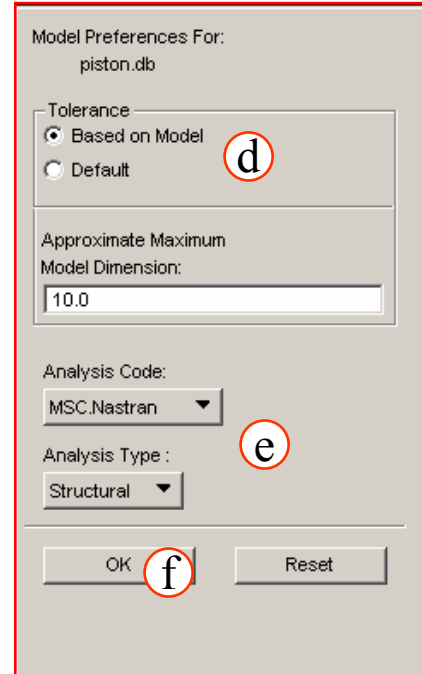 Model Preferences For:
piston.db
Tolerance
Based on Model
d
Default
Approximate Maximum
Model Dimension:
10.0
Analysis Code:
MSC.Nastran
e
Analysis Type :
Structural
OK f Reset